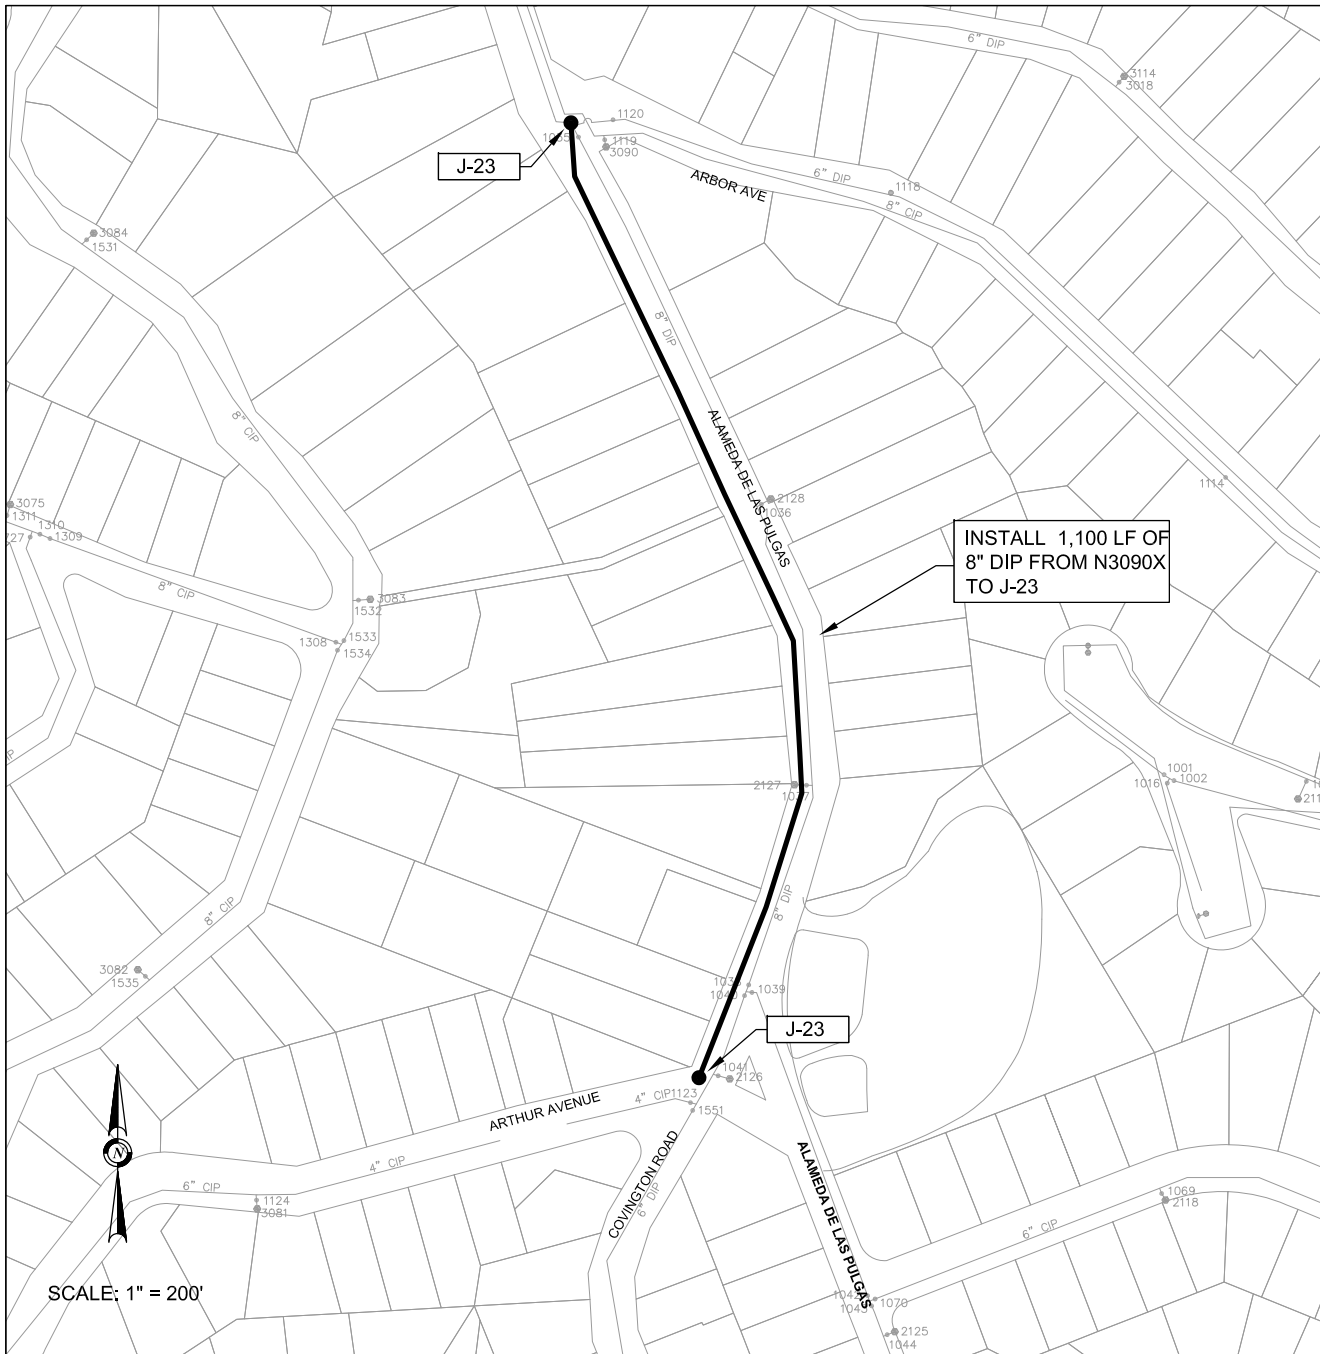 6" DIP
3114
3018
1120
1119
3090
J-23
ARBOR AVE
6" DIP
1118
8" CIP
3084
1531
8" DIP
8" CIP
ALAMEDA DE LAS PULGAS
2128
1036
1114
3075
1311
1310
1309
INSTALL 1,100 LF OF
8" DIP FROM N3090X
TO J-23
8" CIP
3083
1532
1308
1533
1534
1001
1002
1016
2127
8" CIP
8" DIP
3082
1535
1039
J-23
1041
2126
4" CIP
1123
1551
ARTHUR AVENUE
4" CIP
COVINGTON ROAD
6" DIP
ALAMEDA DE LAS PULGAS
6" CIP
1124
3081
1069
2118
6" CIP
SCALE: 1" = 200'
N
1070
2125
1044